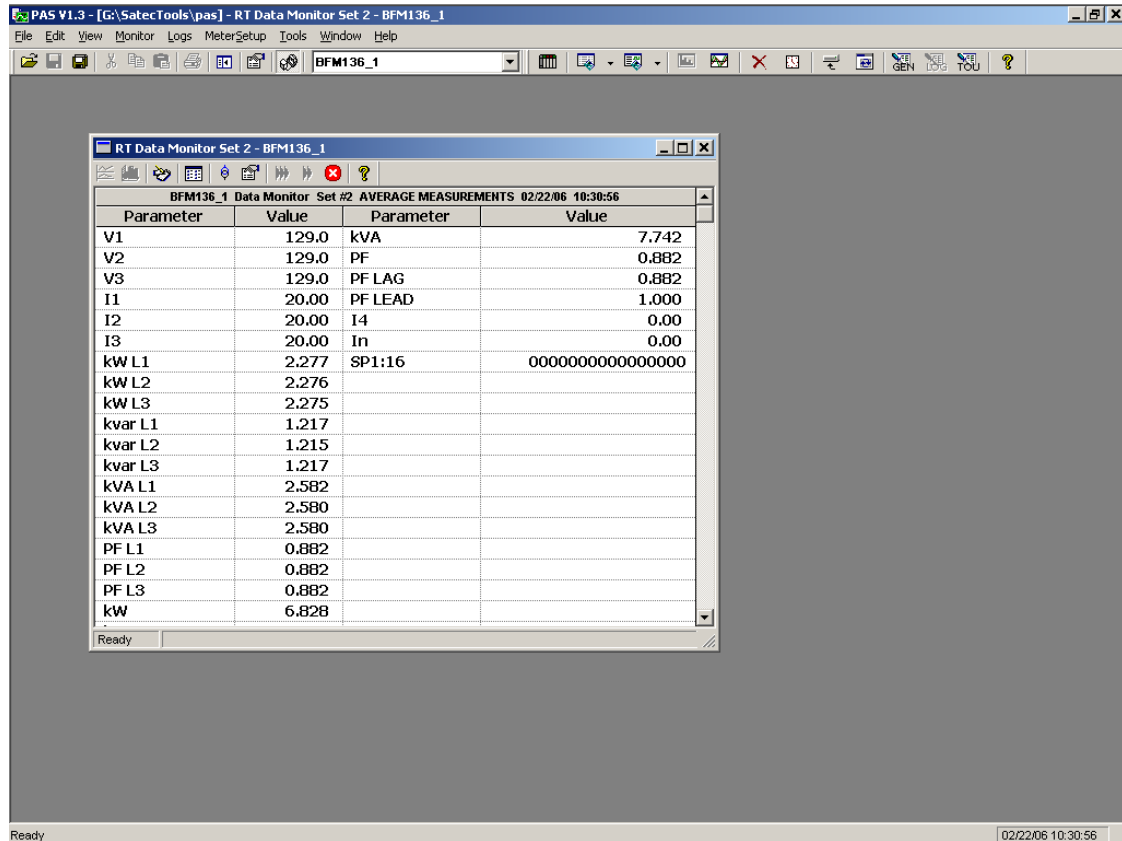 PAS V1.3 - [G:\SatecTools\pas] - RT Data Monitor Set 2 - BFM136_1
File Edit View Monitor Logs MeterSetup Tools Window Help
BFM136_1 GEN LOG TOU
RT Data Monitor Set 2 - BFM136_1
BFM136_1 Data Monitor Set #2 AVERAGE MEASUREMENTS 02/22/06 10:30:56
Parameter Value Parameter Value
V1 129.0 kVA 7.742
V2 129.0 PF 0.882
V3 129.0 PF LAG 0.882
I1 20.00 PF LEAD 1.000
I2 20.00 I4 0.00
I3 20.00 In 0.00
kW L1 2.277 SP1:16 0000000000000000
kW L2 2.276
kW L3 2.275
kvar L1 1.217
kvar L2 1.215
kvar L3 1.217
kVA L1 2.582
kVA L2 2.580
kVA L3 2.580
PF L1 0.882
PF L2 0.882
PF L3 0.882
kW 6.828
Ready
Ready 02/22/06 10:30:56